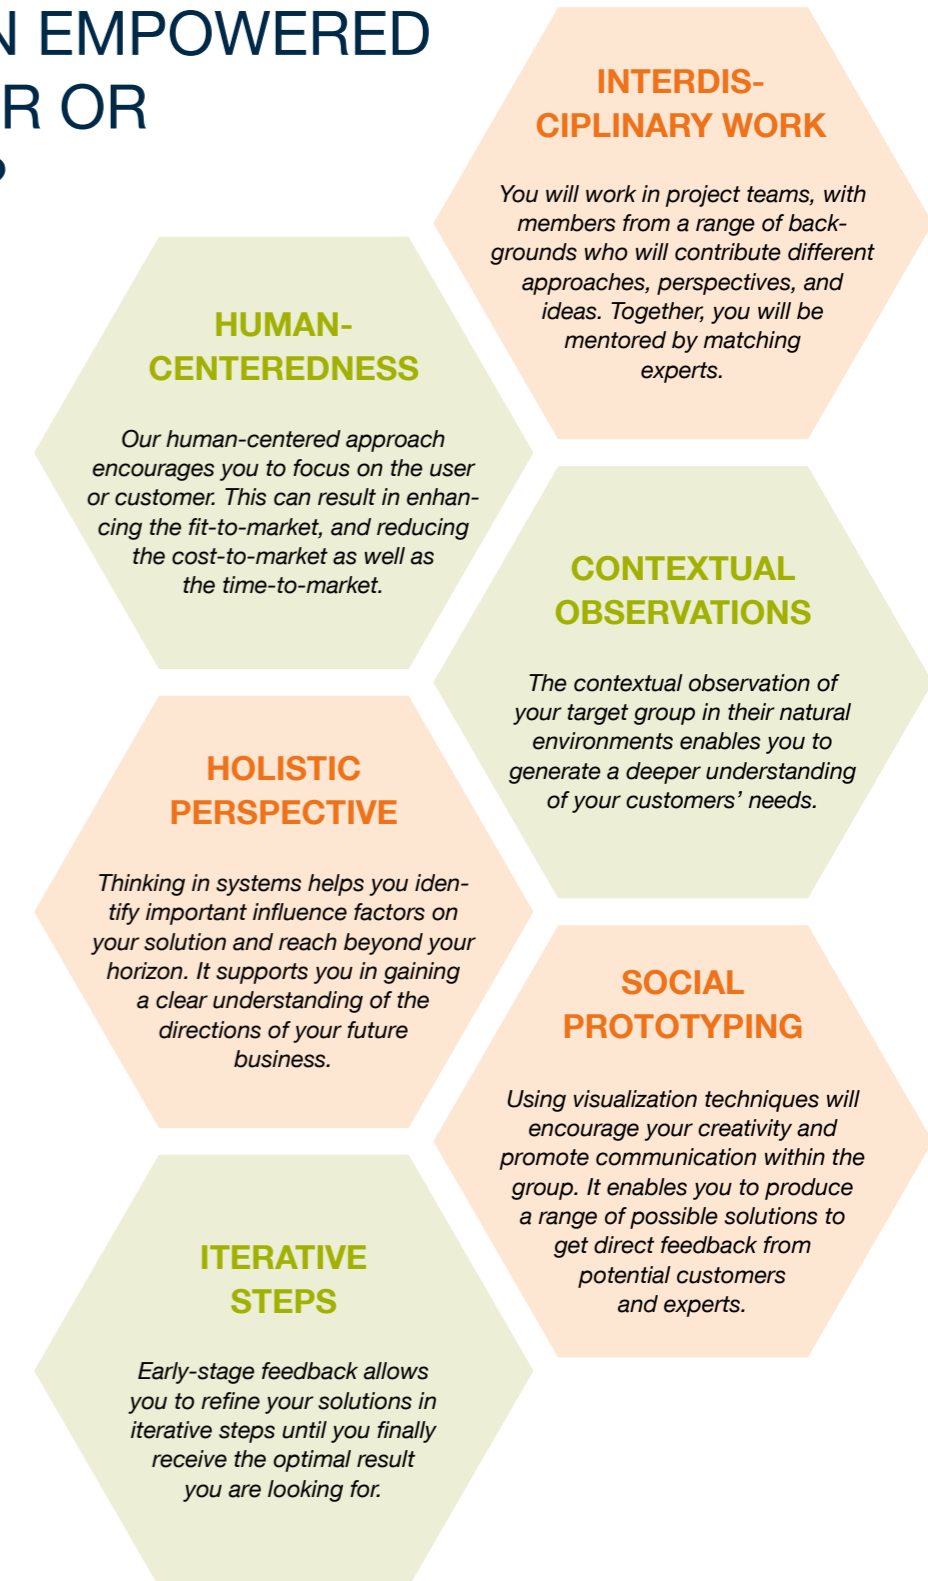 N EMPOWERED
R OR
?
INTERDIS-
CIPLINARY WORK
You will work in project teams, with
members from a range of back-
grounds who will contribute different
approaches, perspectives, and
ideas. Together, you will be
mentored by matching
experts.
HUMAN-
CENTEREDNESS
Our human-centered approach
encourages you to focus on the user
or customer. This can result in enhan-
cing the fit-to-market, and reducing
the cost-to-market as well as
the time-to-market.
CONTEXTUAL
OBSERVATIONS
The contextual observation of
your target group in their natural
environments enables you to
generate a deeper understanding
of your customers’ needs.
HOLISTIC
PERSPECTIVE
Thinking in systems helps you iden-
tify important influence factors on
your solution and reach beyond your
horizon. It supports you in gaining
a clear understanding of the
directions of your future
business.
SOCIAL
PROTOTYPING
Using visualization techniques will
encourage your creativity and
promote communication within the
group. It enables you to produce
a range of possible solutions to
get direct feedback from
potential customers
and experts.
ITERATIVE
STEPS
Early-stage feedback allows
you to refine your solutions in
iterative steps until you finally
receive the optimal result
you are looking for.